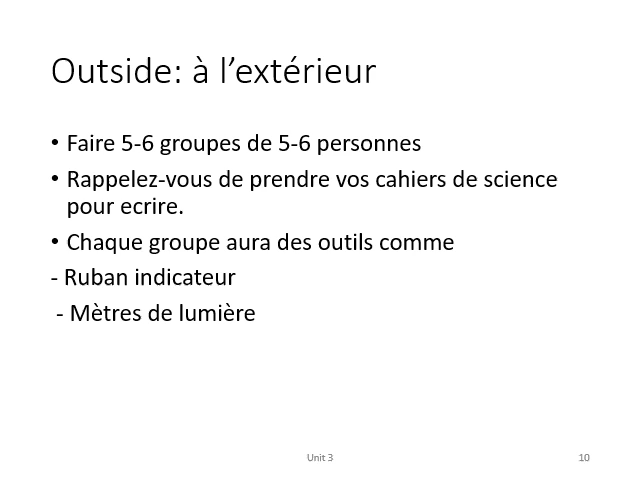 Outside: à l’extérieur
• Faire 5-6 groupes de 5-6 personnes
• Rappelez-vous de prendre vos cahiers de science
pour ecrire.
• Chaque groupe aura des outils comme
- Ruban indicateur
- Mètres de lumière
Unit 3
10